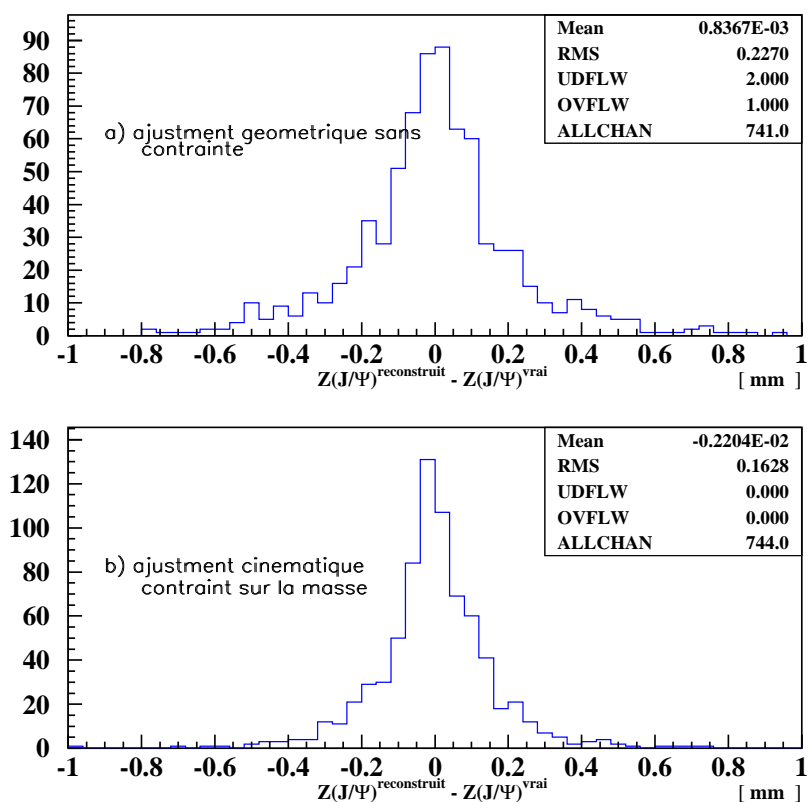 90
80
70
60
50
40
30
20
10
0
Mean 0.8367E-03
RMS 0.2270
UDFLW 2.000
OVFLW 1.000
ALLCHAN 741.0
a) ajustment geometrique sans
contrainte
-1 -0.8 -0.6 -0.4 -0.2 0 0.2 0.4 0.6 0.8 1
Z(J/Ψ)reconstruit - Z(J/Ψ)vrai [ mm ]
140
120
100
80
60
40
20
0
Mean -0.2204E-02
RMS 0.1628
UDFLW 0.000
OVFLW 0.000
ALLCHAN 744.0
b) ajustment cinematique
contraint sur la masse
-1 -0.8 -0.6 -0.4 -0.2 0 0.2 0.4 0.6 0.8 1
Z(J/Ψ)reconstruit - Z(J/Ψ)vrai [ mm ]